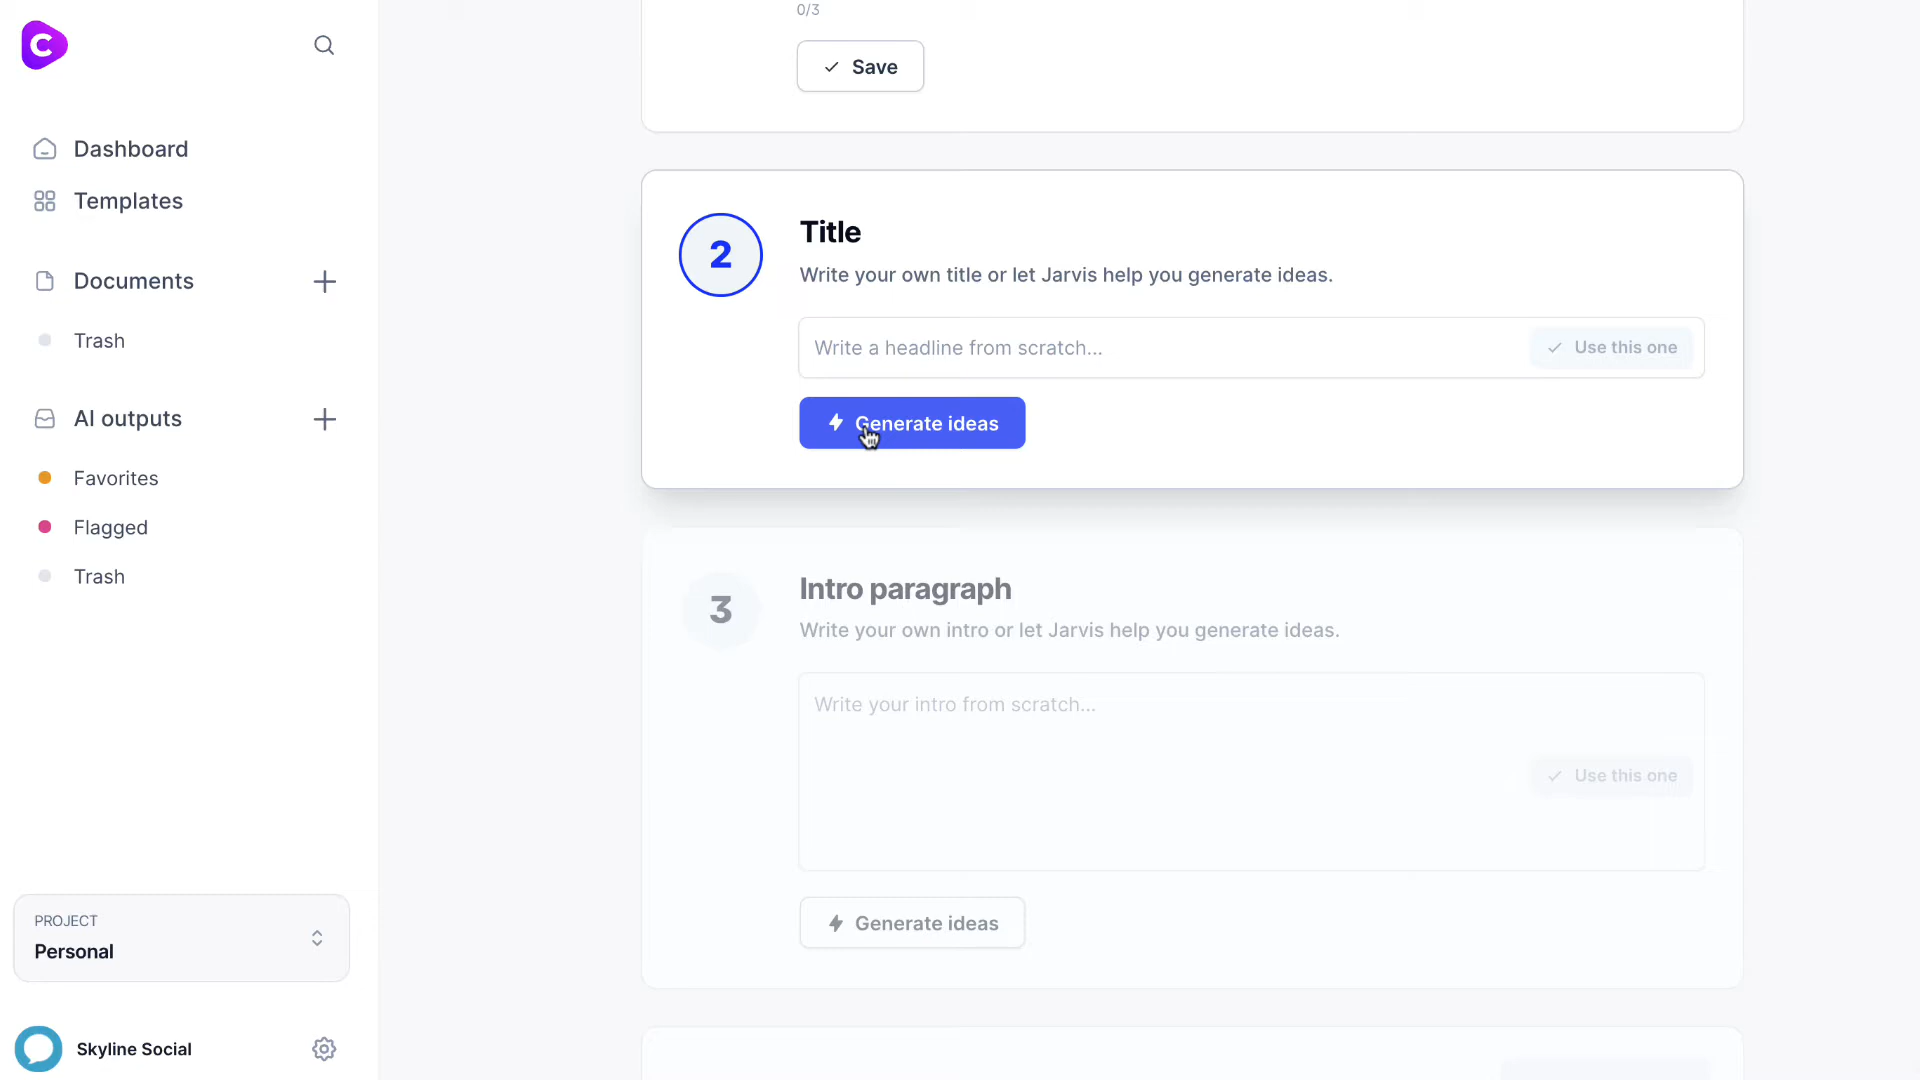 C
Dashboard
Templates
Documents
Trash
AI outputs
Favorites
Flagged
Trash
PROJECT
Personal
Skyline Social
0/3
Save
2
Title
Write your own title or let Jarvis help you generate ideas.
Write a headline from scratch...
Use this one
Generate ideas
3
Intro paragraph
Write your own intro or let Jarvis help you generate ideas.
Write your intro from scratch...
Use this one
Generate ideas